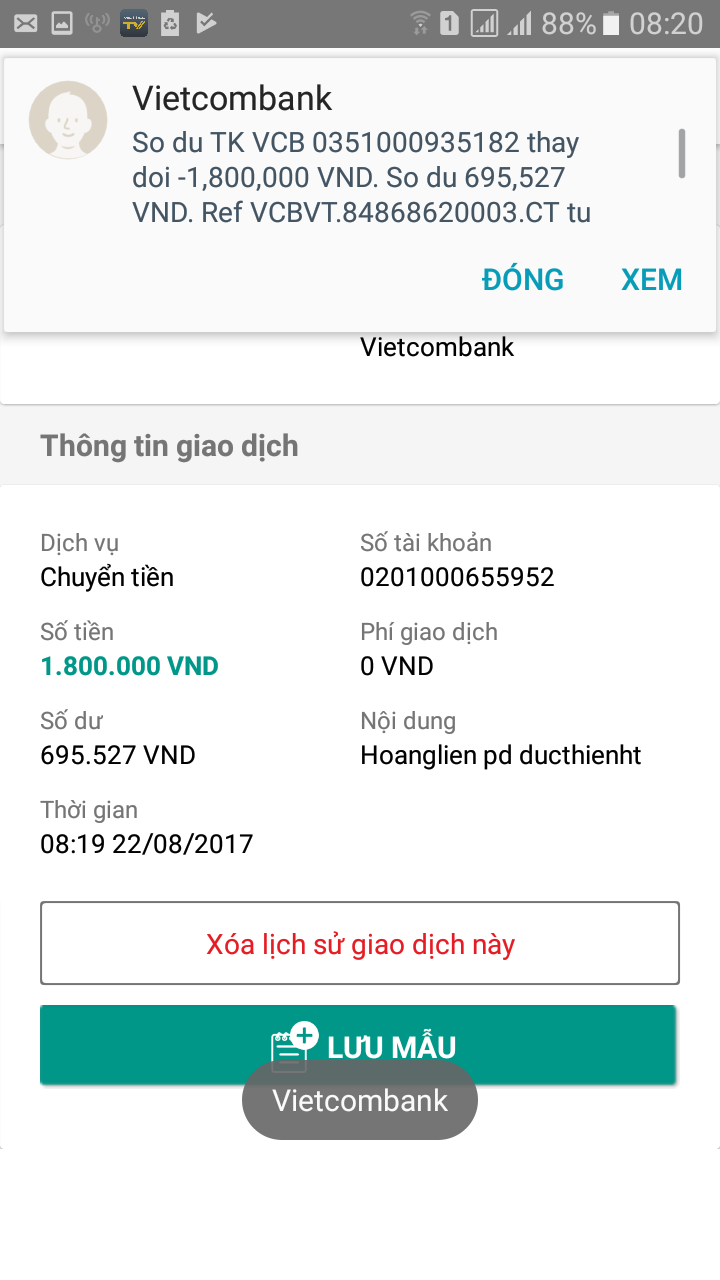 88% 08:20
Vietcombank
So du TK VCB 0351000935182 thay
doi -1,800,000 VND. So du 695,527
VND. Ref VCBVT.84868620003.CT tu
ĐÓNG XEM
Vietcombank
Thông tin giao dịch
Dịch vụ Số tài khoản
Chuyển tiền 0201000655952
Số tiền Phí giao dịch
1.800.000 VND 0 VND
Số dư Nội dung
695.527 VND Hoanglien pd ducthienht
Thời gian
08:19 22/08/2017
Xóa lịch sử giao dịch này
LƯU MẪU
Vietcombank